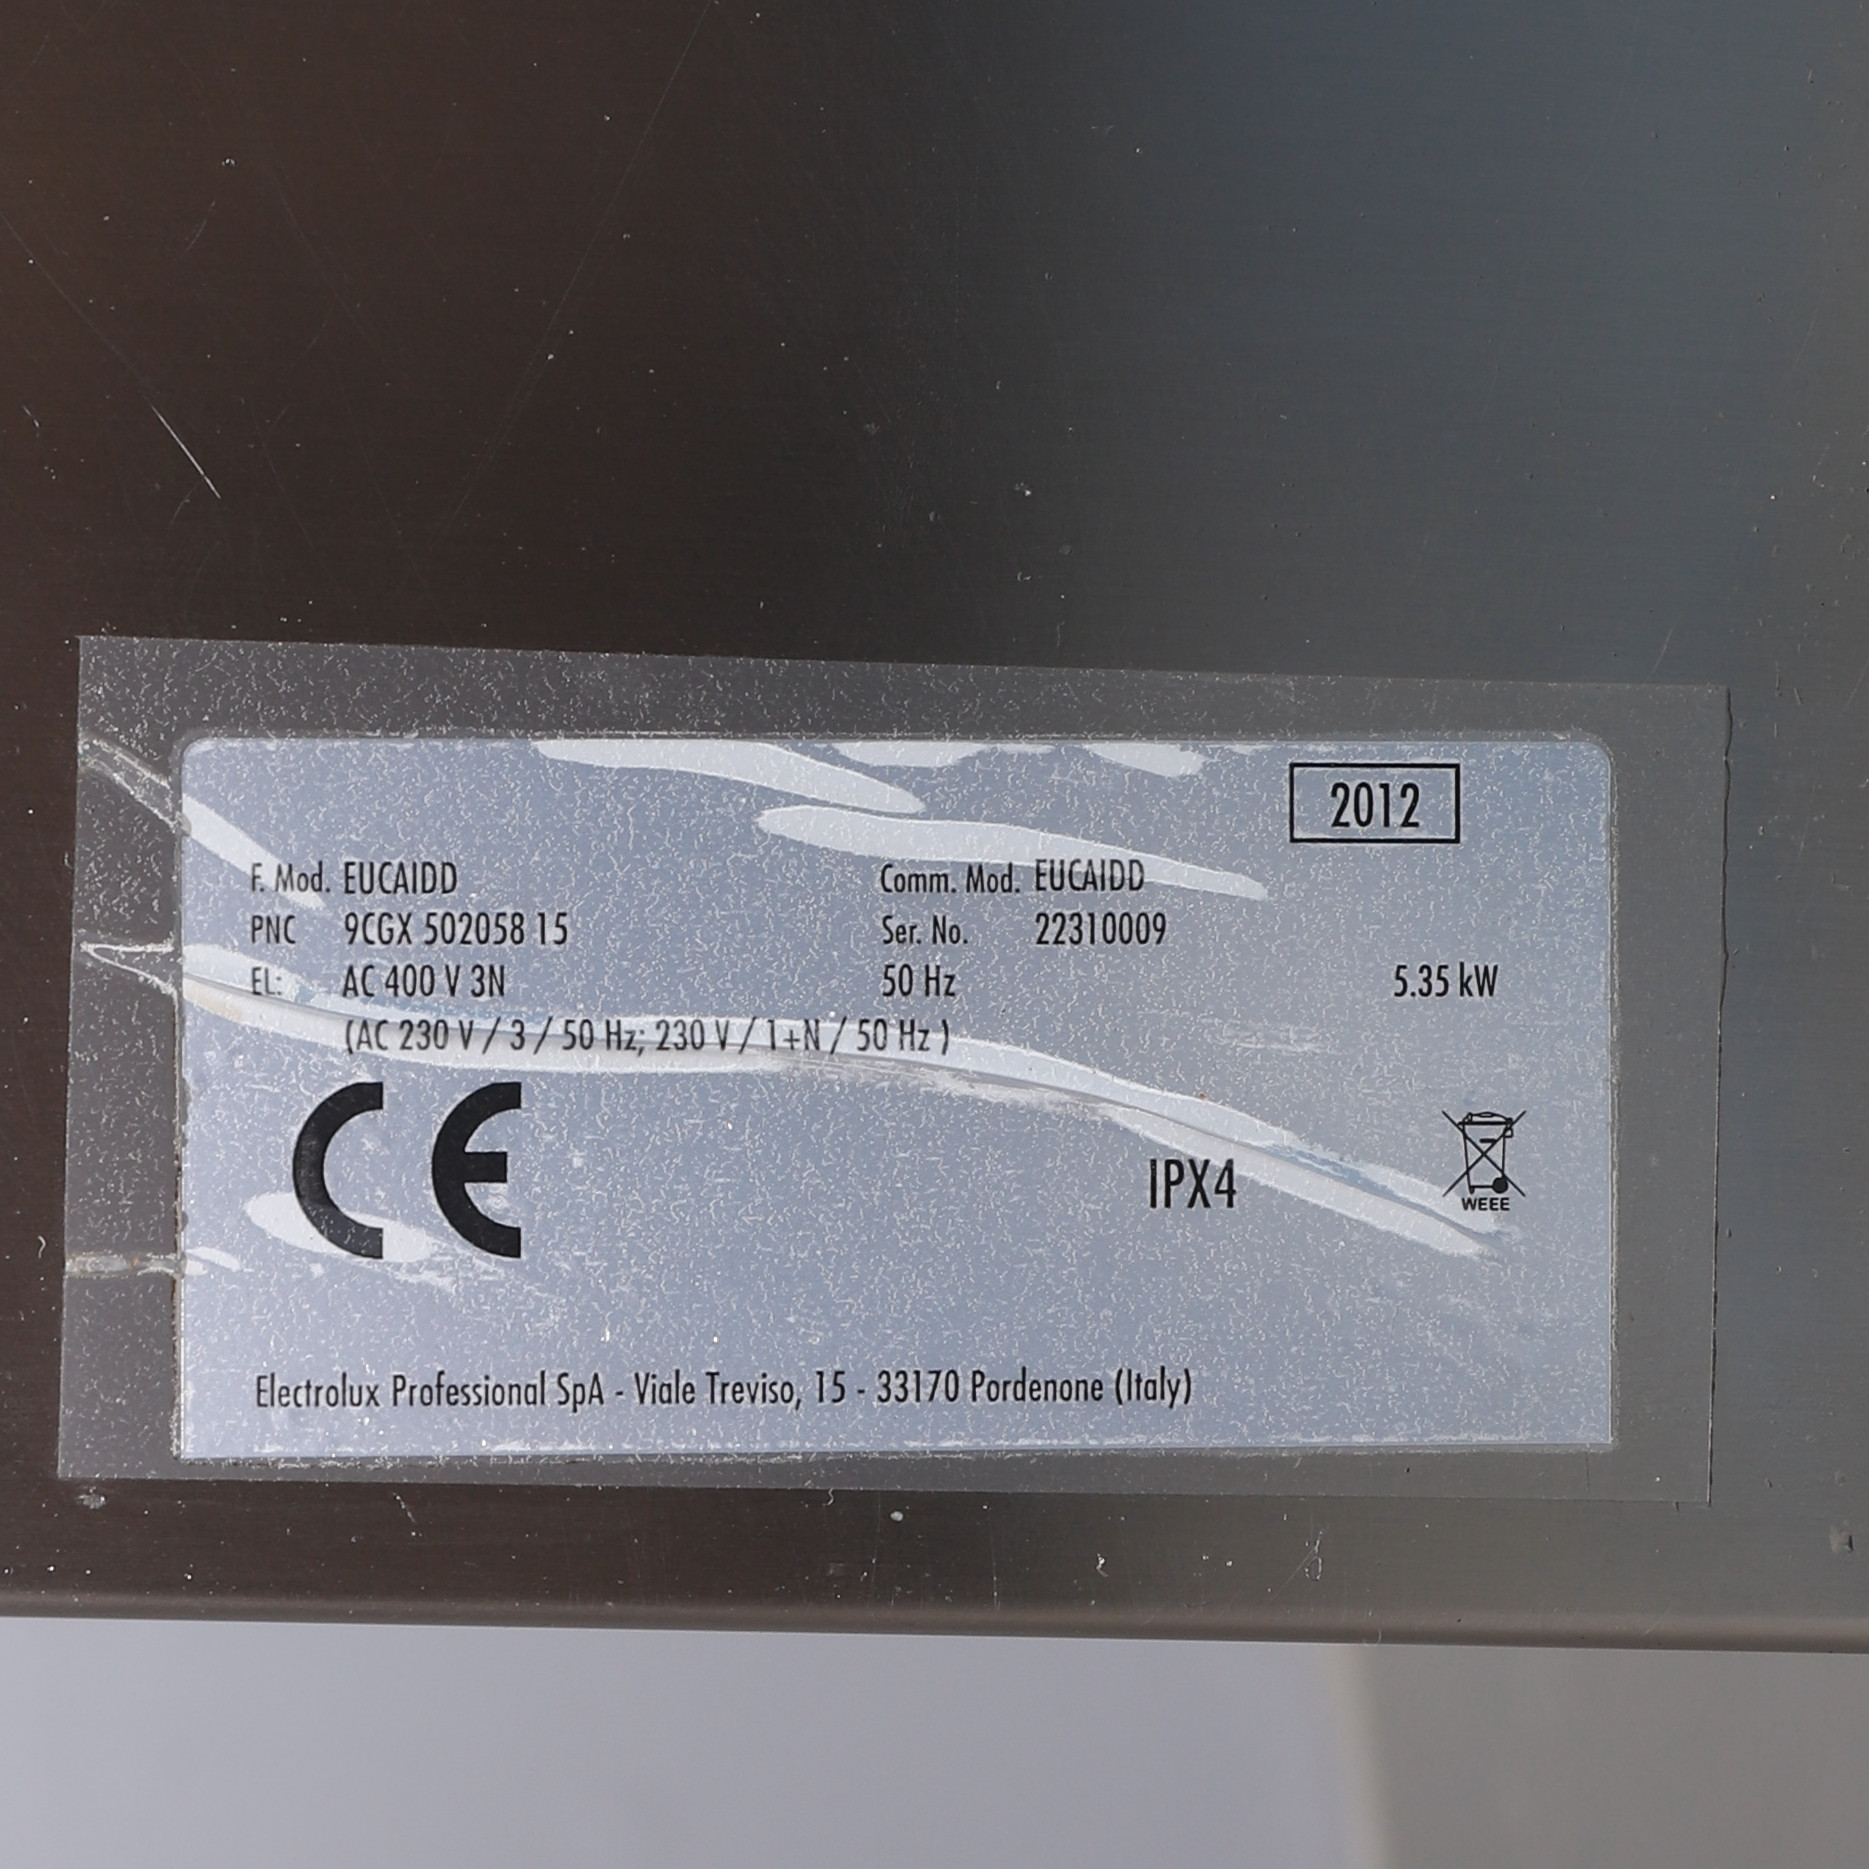 2012
F. Mod. EUCAIDD Comm. Mod. EUCAIDD
PNC 9CGX 502058 15 Ser. No. 22310009
EL: AC 400 V 3N 50 Hz 5.35 kW
(AC 230 V / 3 / 50 Hz; 230 V / 1+N / 50 Hz )
CE
IPX4
WEEE
Electrolux Professional SpA - Viale Treviso, 15 - 33170 Pordenone (Italy)